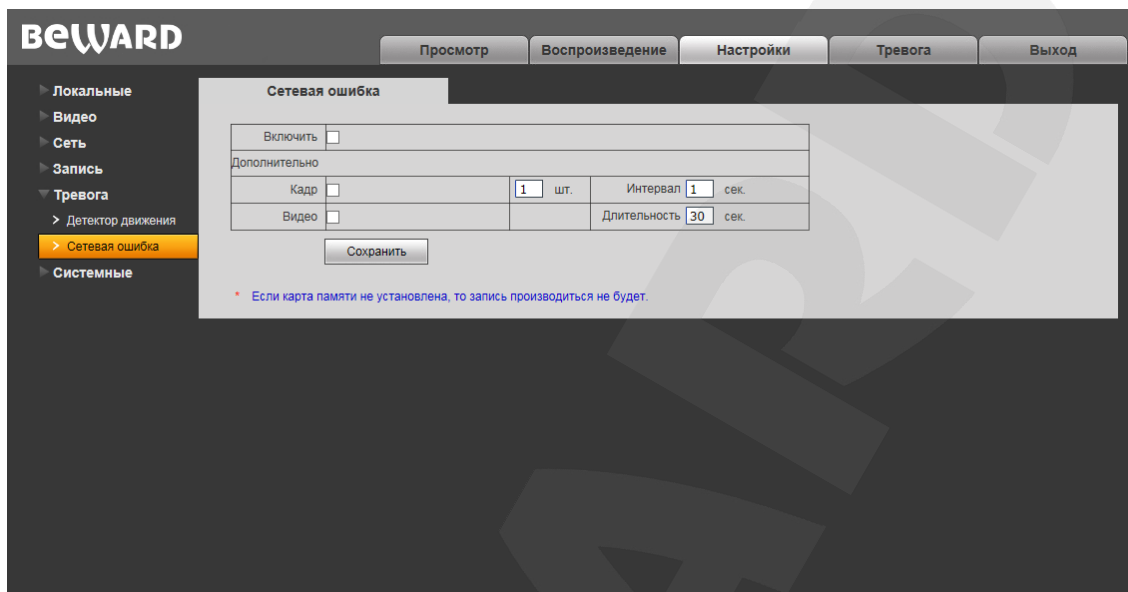 BEWARD
Просмотр Воспроизведение Настройки Тревога Выход
Локальные
Видео
Сеть
Запись
Тревога
Детектор движения
Сетевая ошибка
Системные
Сетевая ошибка
Включить
Дополнительно
Кадр 1 шт. Интервал 1 сек.
Видео Длительность 30 сек.
Сохранить
* Если карта памяти не установлена, то запись производиться не будет.